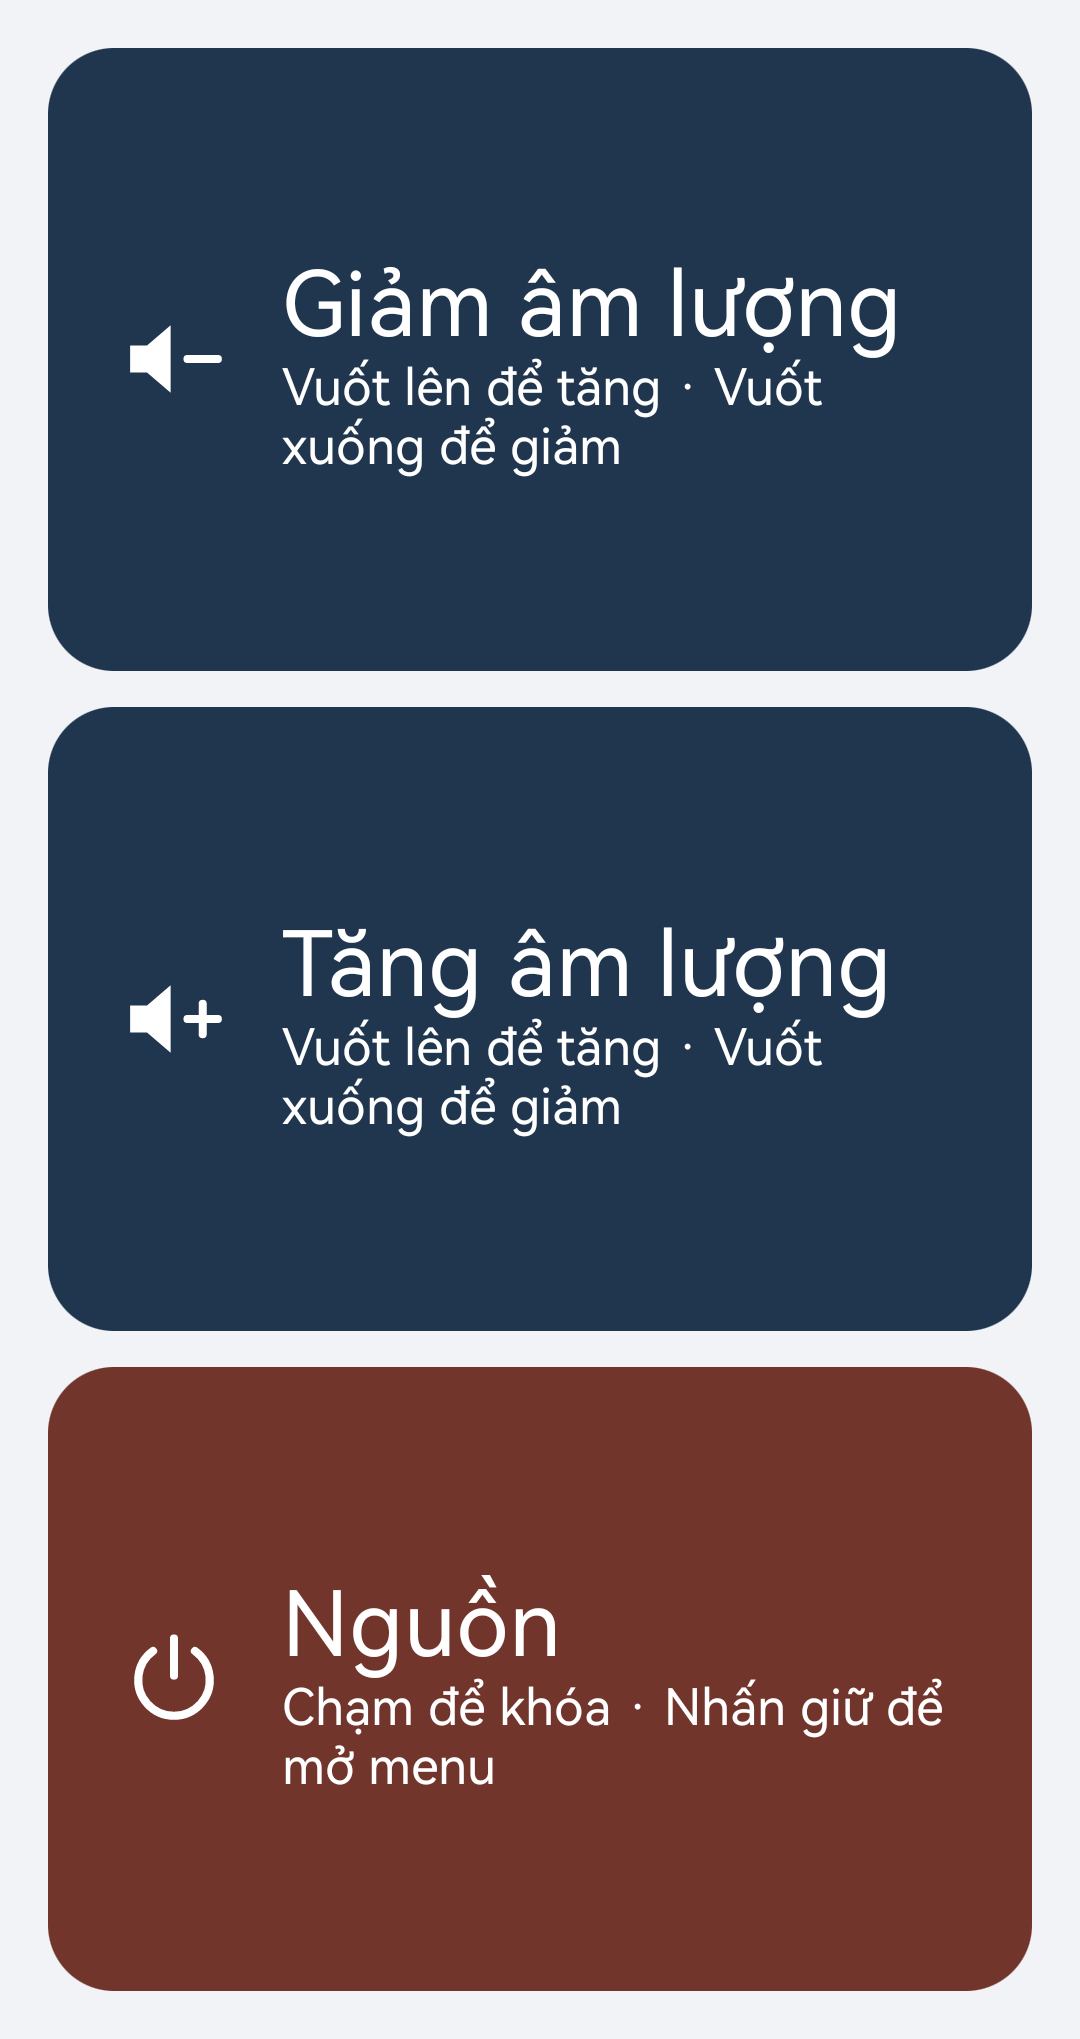 Giảm âm lượng
Vuốt lên để tăng · Vuốt
xuống để giảm
Tăng âm lượng
Vuốt lên để tăng · Vuốt
xuống để giảm
Nguồn
Chạm để khóa · Nhấn giữ để
mở menu